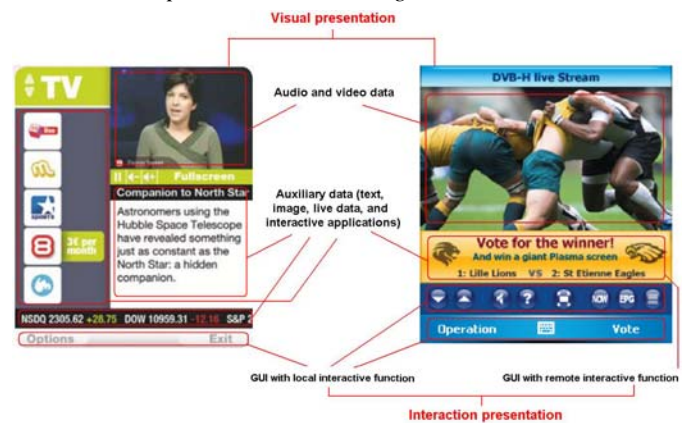 Visual presentation
TV
DVB-H live Stream
Audio and video data
Fullscreen
Companion to North Star
Auxiliary data (text,
image, live data, and
interactive applications)
Astronomers using the
Hubble Space Telescope
have revealed something
just as constant as the
North Star: a hidden
companion.
SPORTS
3€ per
month
Vote for the winner!
And win a giant Plasma screen
1: Lille Lions VS 2: St Etienne Eagles
? NOW EPG
NSDQ 2305.62 +28.75 DOW 10959.31 -12.16 S&P 2
Options Exit
Operation Vote
GUI with local interactive function
GUI with remote interactive function
Interaction presentation